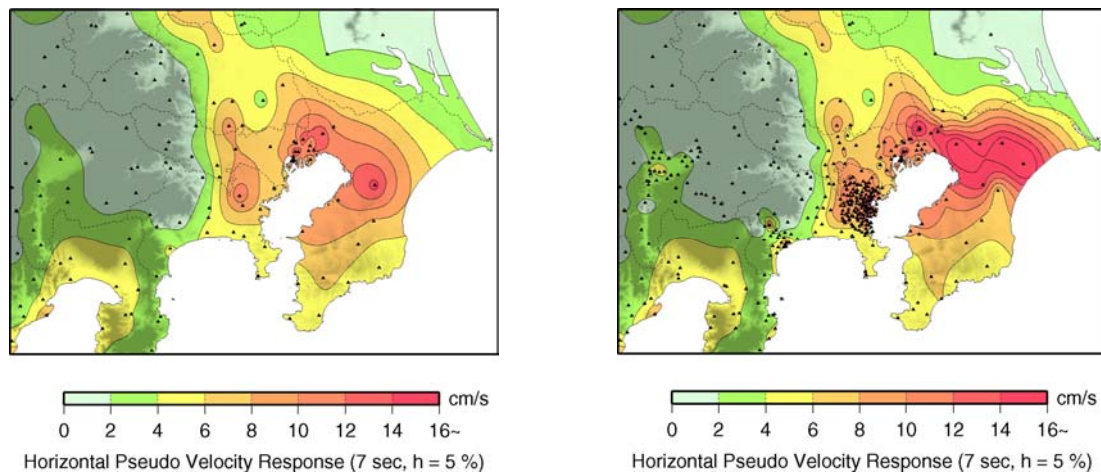 cm/s
0 2 4 6 8 10 12 14 16~
Horizontal Pseudo Velocity Response (7 sec, h = 5 %)
cm/s
0 2 4 6 8 10 12 14 16~
Horizontal Pseudo Velocity Response (7 sec, h = 5 %)